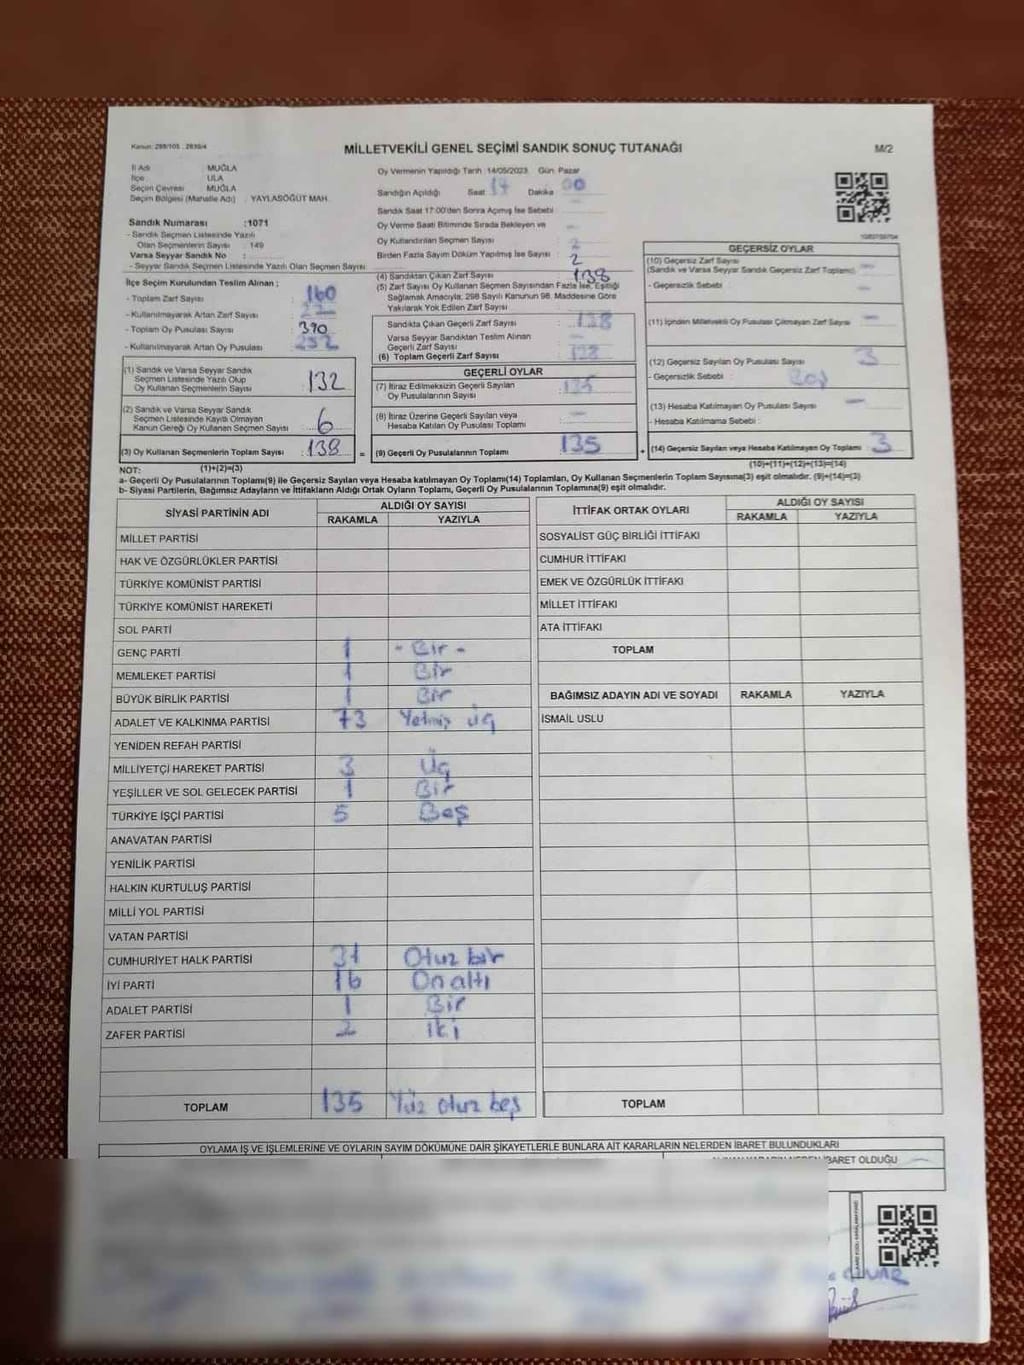 Kanun: 298/105 , 2839/4
MİLLETVEKİLİ GENEL SEÇİMİ SANDIK SONUÇ TUTANAĞI
M/2
İl Adı MUĞLA
İlçe ULA
Seçim Çevresi MUĞLA
Seçim Bölgesi (Mahalle Adı) : YAYLASÖĞÜT MAH.
Sandık Numarası :1071
- Sandık Seçmen Listesinde Yazılı
Olan Seçmenlerin Sayısı : 149
Varsa Seyyar Sandık No :
- Seyyar Sandık Seçmen Listesinde Yazılı Olan Seçmen Sayısı
İlçe Seçim Kurulundan Teslim Alınan ;
- Toplam Zarf Sayısı : 160
- Kullanılmayarak Artan Zarf Sayısı : 22
- Toplam Oy Pusulası Sayısı : 390
- Kullanılmayarak Artan Oy Pusulası : 252
(1) Sandık ve Varsa Seyyar Sandık
Seçmen Listesinde Yazılı Olup
Oy Kullanan Seçmenlerin Sayısı 132
(2) Sandık ve Varsa Seyyar Sandık
Seçmen Listesinde Kayıtlı Olmayan
Kanun Gereği Oy Kullanan Seçmen Sayısı 6
(3) Oy Kullanan Seçmenlerin Toplam Sayısı : 138 =
(1)+(2)=(3)
Oy Vermenin Yapıldığı Tarih :14/05/2023 Gün: Pazar
Sandığın Açıldığı Saat 17 Dakika 00
Sandık Saat 17:00'den Sonra Açılmış İse Sebebi : -
Oy Verme Saati Bitiminde Sırada Bekleyen ve
Oy Kullandırılan Seçmen Sayısı
Birden Fazla Sayım Döküm Yapılmış İse Sayısı : 2
(4) Sandıktan Çıkan Zarf Sayısı : 138
(5) Zarf Sayısı Oy Kullanan Seçmen Sayısından Fazla İse, Eşitliği
Sağlamak Amacıyla, 298 Sayılı Kanunun 98. Maddesine Göre
Yakılarak Yok Edilen Zarf Sayısı : -
Sandıkta Çıkan Geçerli Zarf Sayısı : 138
Varsa Seyyar Sandıktan Teslim Alınan
Geçerli Zarf Sayısı : -
(6) Toplam Geçerli Zarf Sayısı : 138
GEÇERLİ OYLAR
(7) İtiraz Edilmeksizin Geçerli Sayılan
Oy Pusulalarının Sayısı : 135
(8) İtiraz Üzerine Geçerli Sayılan veya
Hesaba Katılan Oy Pusulası Toplamı : -
(9) Geçerli Oy Pusulalarının Toplamı : 135 +
GEÇERSİZ OYLAR
(10) Geçersiz Zarf Sayısı
(Sandık ve Varsa Seyyar Sandık Geçersiz Zarf Toplamı) : -
- Geçersizlik Sebebi : -
(11) İçinden Milletvekili Oy Pusulası Çıkmayan Zarf Sayısı : -
(12) Geçersiz Sayılan Oy Pusulası Sayısı : 3
- Geçersizlik Sebebi :
(13) Hesaba Katılmayan Oy Pusulası Sayısı : -
- Hesaba Katılmama Sebebi :
(14) Geçersiz Sayılan veya Hesaba Katılmayan Oy Toplamı : 3
(10)+(11)+(12)+(13)=(14)
NOT:
a- Geçerli Oy Pusulalarının Toplamı(9) ile Geçersiz Sayılan veya Hesaba katılmayan Oy Toplamı(14) Toplamları, Oy Kullanan Seçmenlerin Toplam Sayısına(3) eşit olmalıdır. (9)+(14)=(3)
b- Siyasi Partilerin, Bağımsız Adayların ve İttifakların Aldığı Ortak Oyların Toplamı, Geçerli Oy Pusulalarının Toplamına(9) eşit olmalıdır.
SİYASİ PARTİNİN ADI ALDIĞI OY SAYISI
RAKAMLA YAZIYLA
MİLLET PARTİSİ
HAK VE ÖZGÜRLÜKLER PARTİSİ
TÜRKİYE KOMÜNİST PARTİSİ
TÜRKİYE KOMÜNİST HAREKETİ
SOL PARTİ
GENÇ PARTİ 1 - Bir -
MEMLEKET PARTİSİ 1 Bir
BÜYÜK BİRLİK PARTİSİ 1 Bir
ADALET VE KALKINMA PARTİSİ 73 Yetmiş üç
YENİDEN REFAH PARTİSİ
MİLLİYETÇİ HAREKET PARTİSİ 3 Üç
YEŞİLLER VE SOL GELECEK PARTİSİ 1 Bir
TÜRKİYE İŞÇİ PARTİSİ 5 Beş
ANAVATAN PARTİSİ
YENİLİK PARTİSİ
HALKIN KURTULUŞ PARTİSİ
MİLLİ YOL PARTİSİ
VATAN PARTİSİ
CUMHURİYET HALK PARTİSİ 31 Otuz bir
İYİ PARTİ 16 On altı
ADALET PARTİSİ 1 Bir
ZAFER PARTİSİ 2 iki
TOPLAM 135 Yüz otuz beş
İTTİFAK ORTAK OYLARI ALDIĞI OY SAYISI
RAKAMLA YAZIYLA
SOSYALİST GÜÇ BİRLİĞİ İTTİFAKI
CUMHUR İTTİFAKI
EMEK VE ÖZGÜRLÜK İTTİFAKI
MİLLET İTTİFAKI
ATA İTTİFAKI
TOPLAM
BAĞIMSIZ ADAYIN ADI VE SOYADI RAKAMLA YAZIYLA
İSMAİL USLU
TOPLAM
OYLAMA İŞ VE İŞLEMLERİNE VE OYLARIN SAYIM DÖKÜMÜNE DAİR ŞİKAYETLERLE BUNLARA AİT KARARLARIN NELERDEN İBARET BULUNDUKLARI
İBARET OLDUĞU